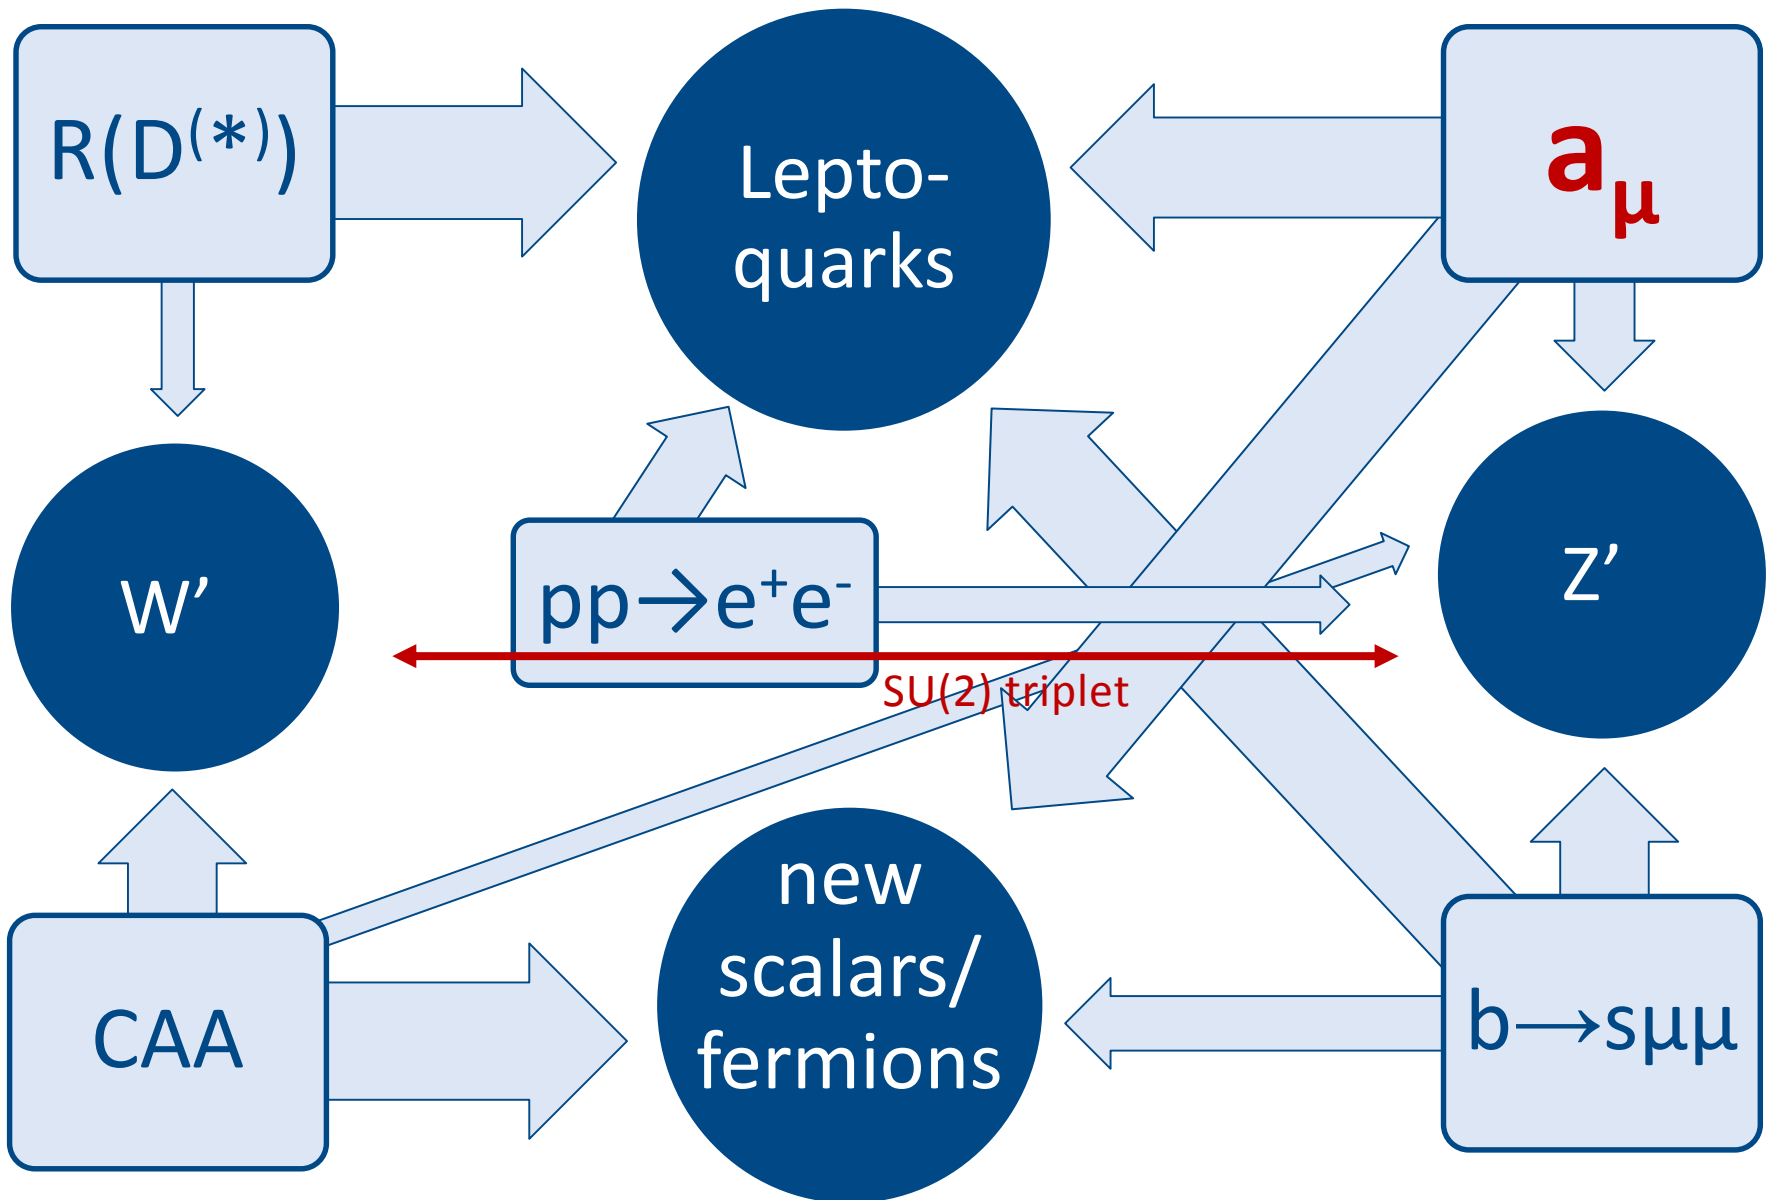 R(D⁽*⁾)
Lepto-
quarks
aμ
W’
pp→e⁺e⁻
Z’
SU(2) triplet
CAA
new
scalars/
fermions
b→sμμ